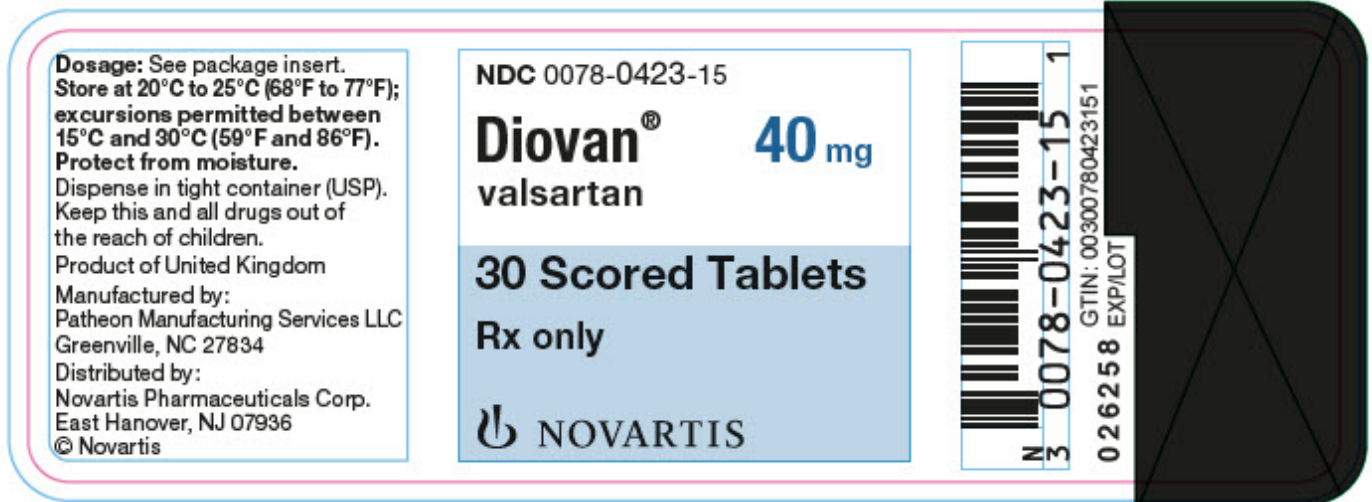 Dosage: See package insert.
Store at 20°C to 25°C (68°F to 77°F);
excursions permitted between
15°C and 30°C (59°F and 86°F).
Protect from moisture.
Dispense in tight container (USP).
Keep this and all drugs out of
the reach of children.
Product of United Kingdom
Manufactured by:
Patheon Manufacturing Services LLC
Greenville, NC 27834
Distributed by:
Novartis Pharmaceuticals Corp.
East Hanover, NJ 07936
© Novartis
NDC 0078-0423-15
Diovan® 40 mg
valsartan
30 Scored Tablets
Rx only
NOVARTIS
N
3 0078-0423-15 1
GTIN: 00300780423151
026258 EXP/LOT